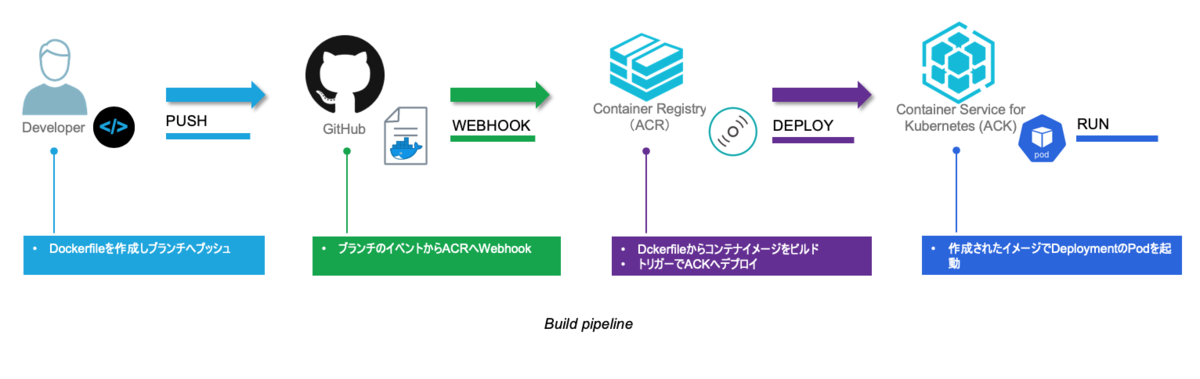 Developer
</>
PUSH
GitHub
WEBHOOK
Container Registry
（ACR）
DEPLOY
Container Service for
Kubernetes (ACK)
pod
RUN
• Dockerfileを作成しブランチへプッシュ
• ブランチのイベントからACRへWebhook
• Dckerfileからコンテナイメージをビルド
• トリガーでACKへデプロイ
• 作成されたイメージでDeploymentのPodを起
動
Build pipeline